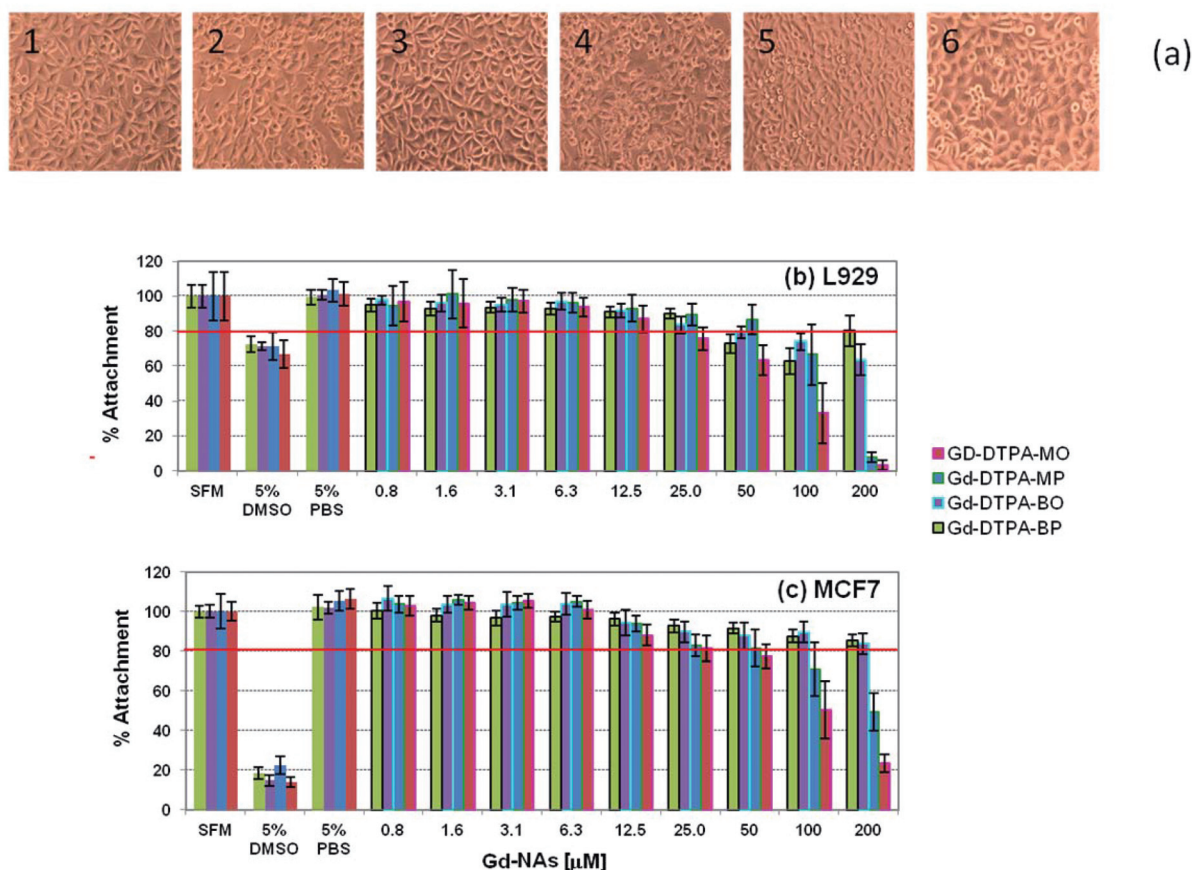 1 2 3 4 5 6 (a)
(b) L929
% Attachment
120
100
80
60
40
20
0
SFM 5% DMSO 5% PBS 0.8 1.6 3.1 6.3 12.5 25.0 50 100 200
GD-DTPA-MO
Gd-DTPA-MP
Gd-DTPA-BO
Gd-DTPA-BP
(c) MCF7
% Attachment
120
100
80
60
40
20
0
SFM 5% DMSO 5% PBS 0.8 1.6 3.1 6.3 12.5 25.0 50 100 200
Gd-NAs [µM]